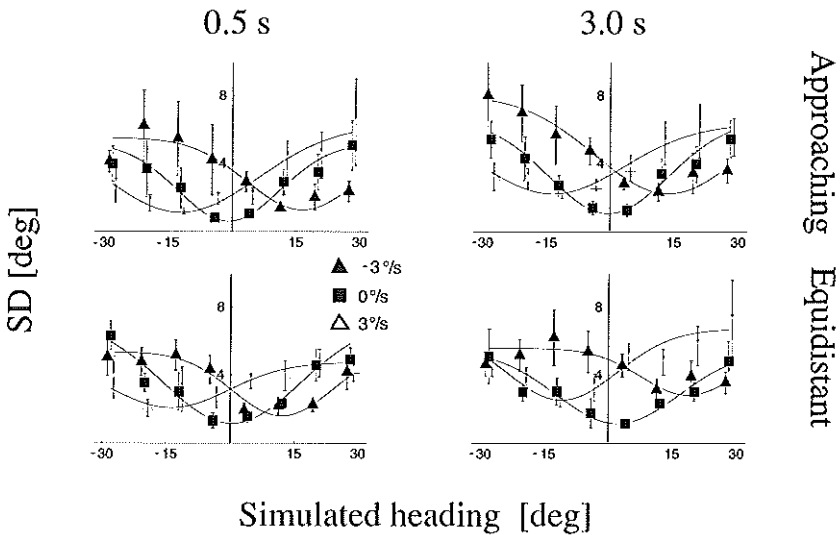 0.5 s 3.0 s
Approaching
8 8
4 4
-30 -15 15 30 -30 -15 15 30
SD [deg]
▲ -3°/s
■ 0°/s
△ 3°/s
Equidistant
8 8
4 4
-30 -15 15 30 -30 -15 15 30
Simulated heading [deg]